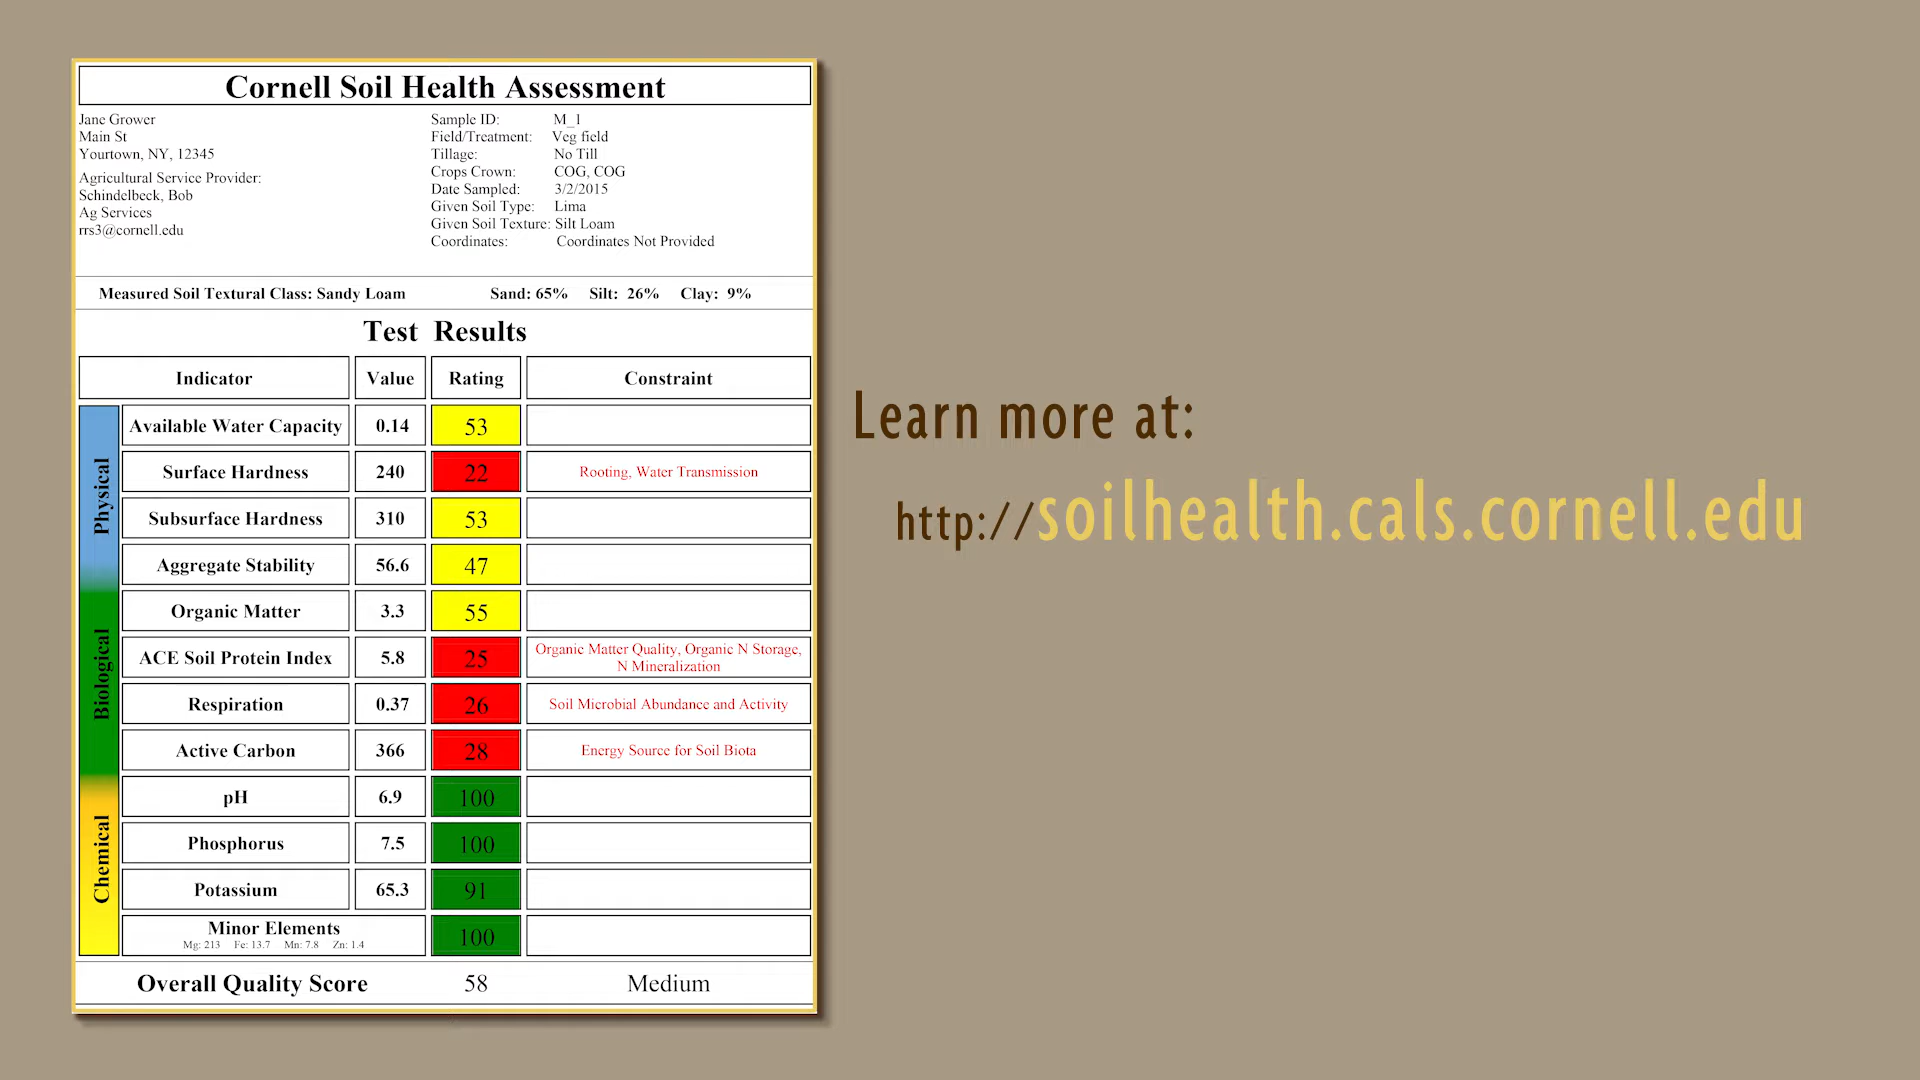 Cornell Soil Health Assessment
Jane Grower
Main St
Yourtown, NY, 12345
Agricultural Service Provider:
Schindelbeck, Bob
Ag Services
rrs3@cornell.edu
Sample ID: M_1
Field/Treatment: Veg field
Tillage: No Till
Crops Crown: COG, COG
Date Sampled: 3/2/2015
Given Soil Type: Lima
Given Soil Texture: Silt Loam
Coordinates: Coordinates Not Provided
Measured Soil Textural Class: Sandy Loam Sand: 65% Silt: 26% Clay: 9%
Test Results
Indicator Value Rating Constraint
Physical
Available Water Capacity 0.14 53
Surface Hardness 240 22 Rooting, Water Transmission
Subsurface Hardness 310 53
Aggregate Stability 56.6 47
Biological
Organic Matter 3.3 55
ACE Soil Protein Index 5.8 25 Organic Matter Quality, Organic N Storage,
N Mineralization
Respiration 0.37 26 Soil Microbial Abundance and Activity
Active Carbon 366 28 Energy Source for Soil Biota
Chemical
pH 6.9 100
Phosphorus 7.5 100
Potassium 65.3 91
Minor Elements 100
Mg: 213 Fe: 13.7 Mn: 7.8 Zn: 1.4
Overall Quality Score 58 Medium
Learn more at:
http://soilhealth.cals.cornell.edu